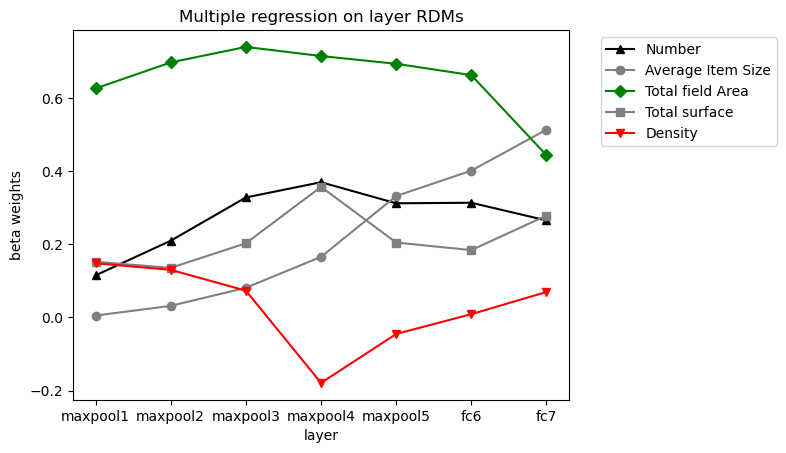 Multiple regression on layer RDMs
Number
Average Item Size
Total field Area
Total surface
Density
beta weights
0.6
0.4
0.2
0.0
−0.2
maxpool1 maxpool2 maxpool3 maxpool4 maxpool5 fc6 fc7
layer